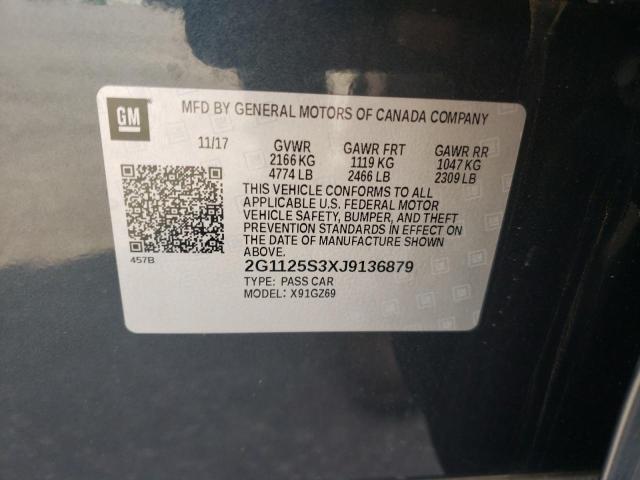 GM
MFD BY GENERAL MOTORS OF CANADA COMPANY
11/17 GVWR GAWR FRT GAWR RR
2166 KG 1119 KG 1047 KG
4774 LB 2466 LB 2309 LB
THIS VEHICLE CONFORMS TO ALL
APPLICABLE U.S. FEDERAL MOTOR
VEHICLE SAFETY, BUMPER, AND THEFT
PREVENTION STANDARDS IN EFFECT ON
THE DATE OF MANUFACTURE SHOWN
ABOVE.
457B
2G1125S3XJ9136879
TYPE: PASS CAR
MODEL: X91GZ69